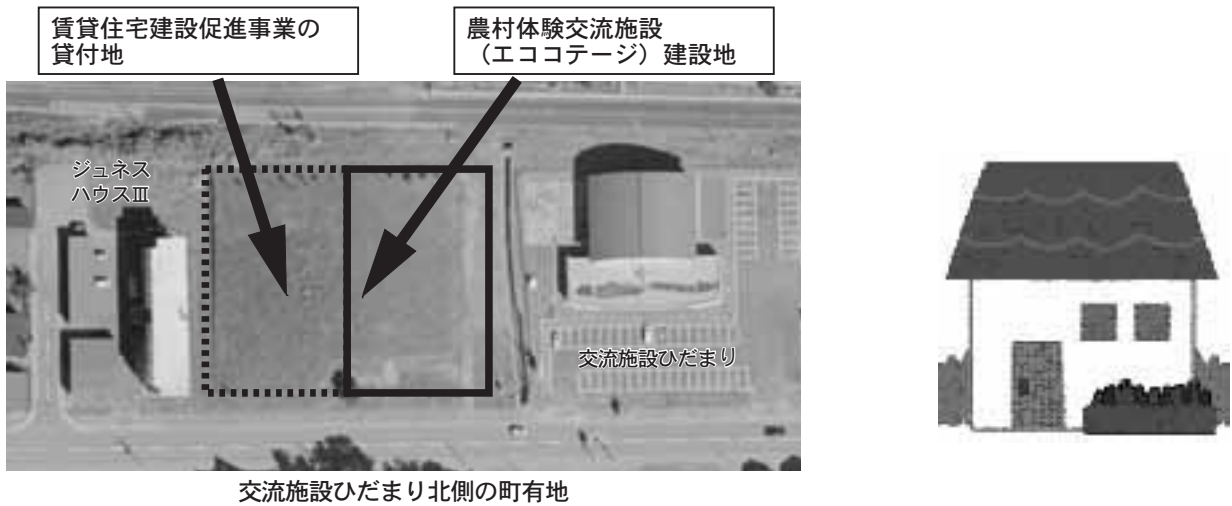 賃貸住宅建設促進事業の
貸付地
農村体験交流施設
（エココテージ）建設地
ジュネス
ハウスⅢ
交流施設ひだまり
交流施設ひだまり北側の町有地